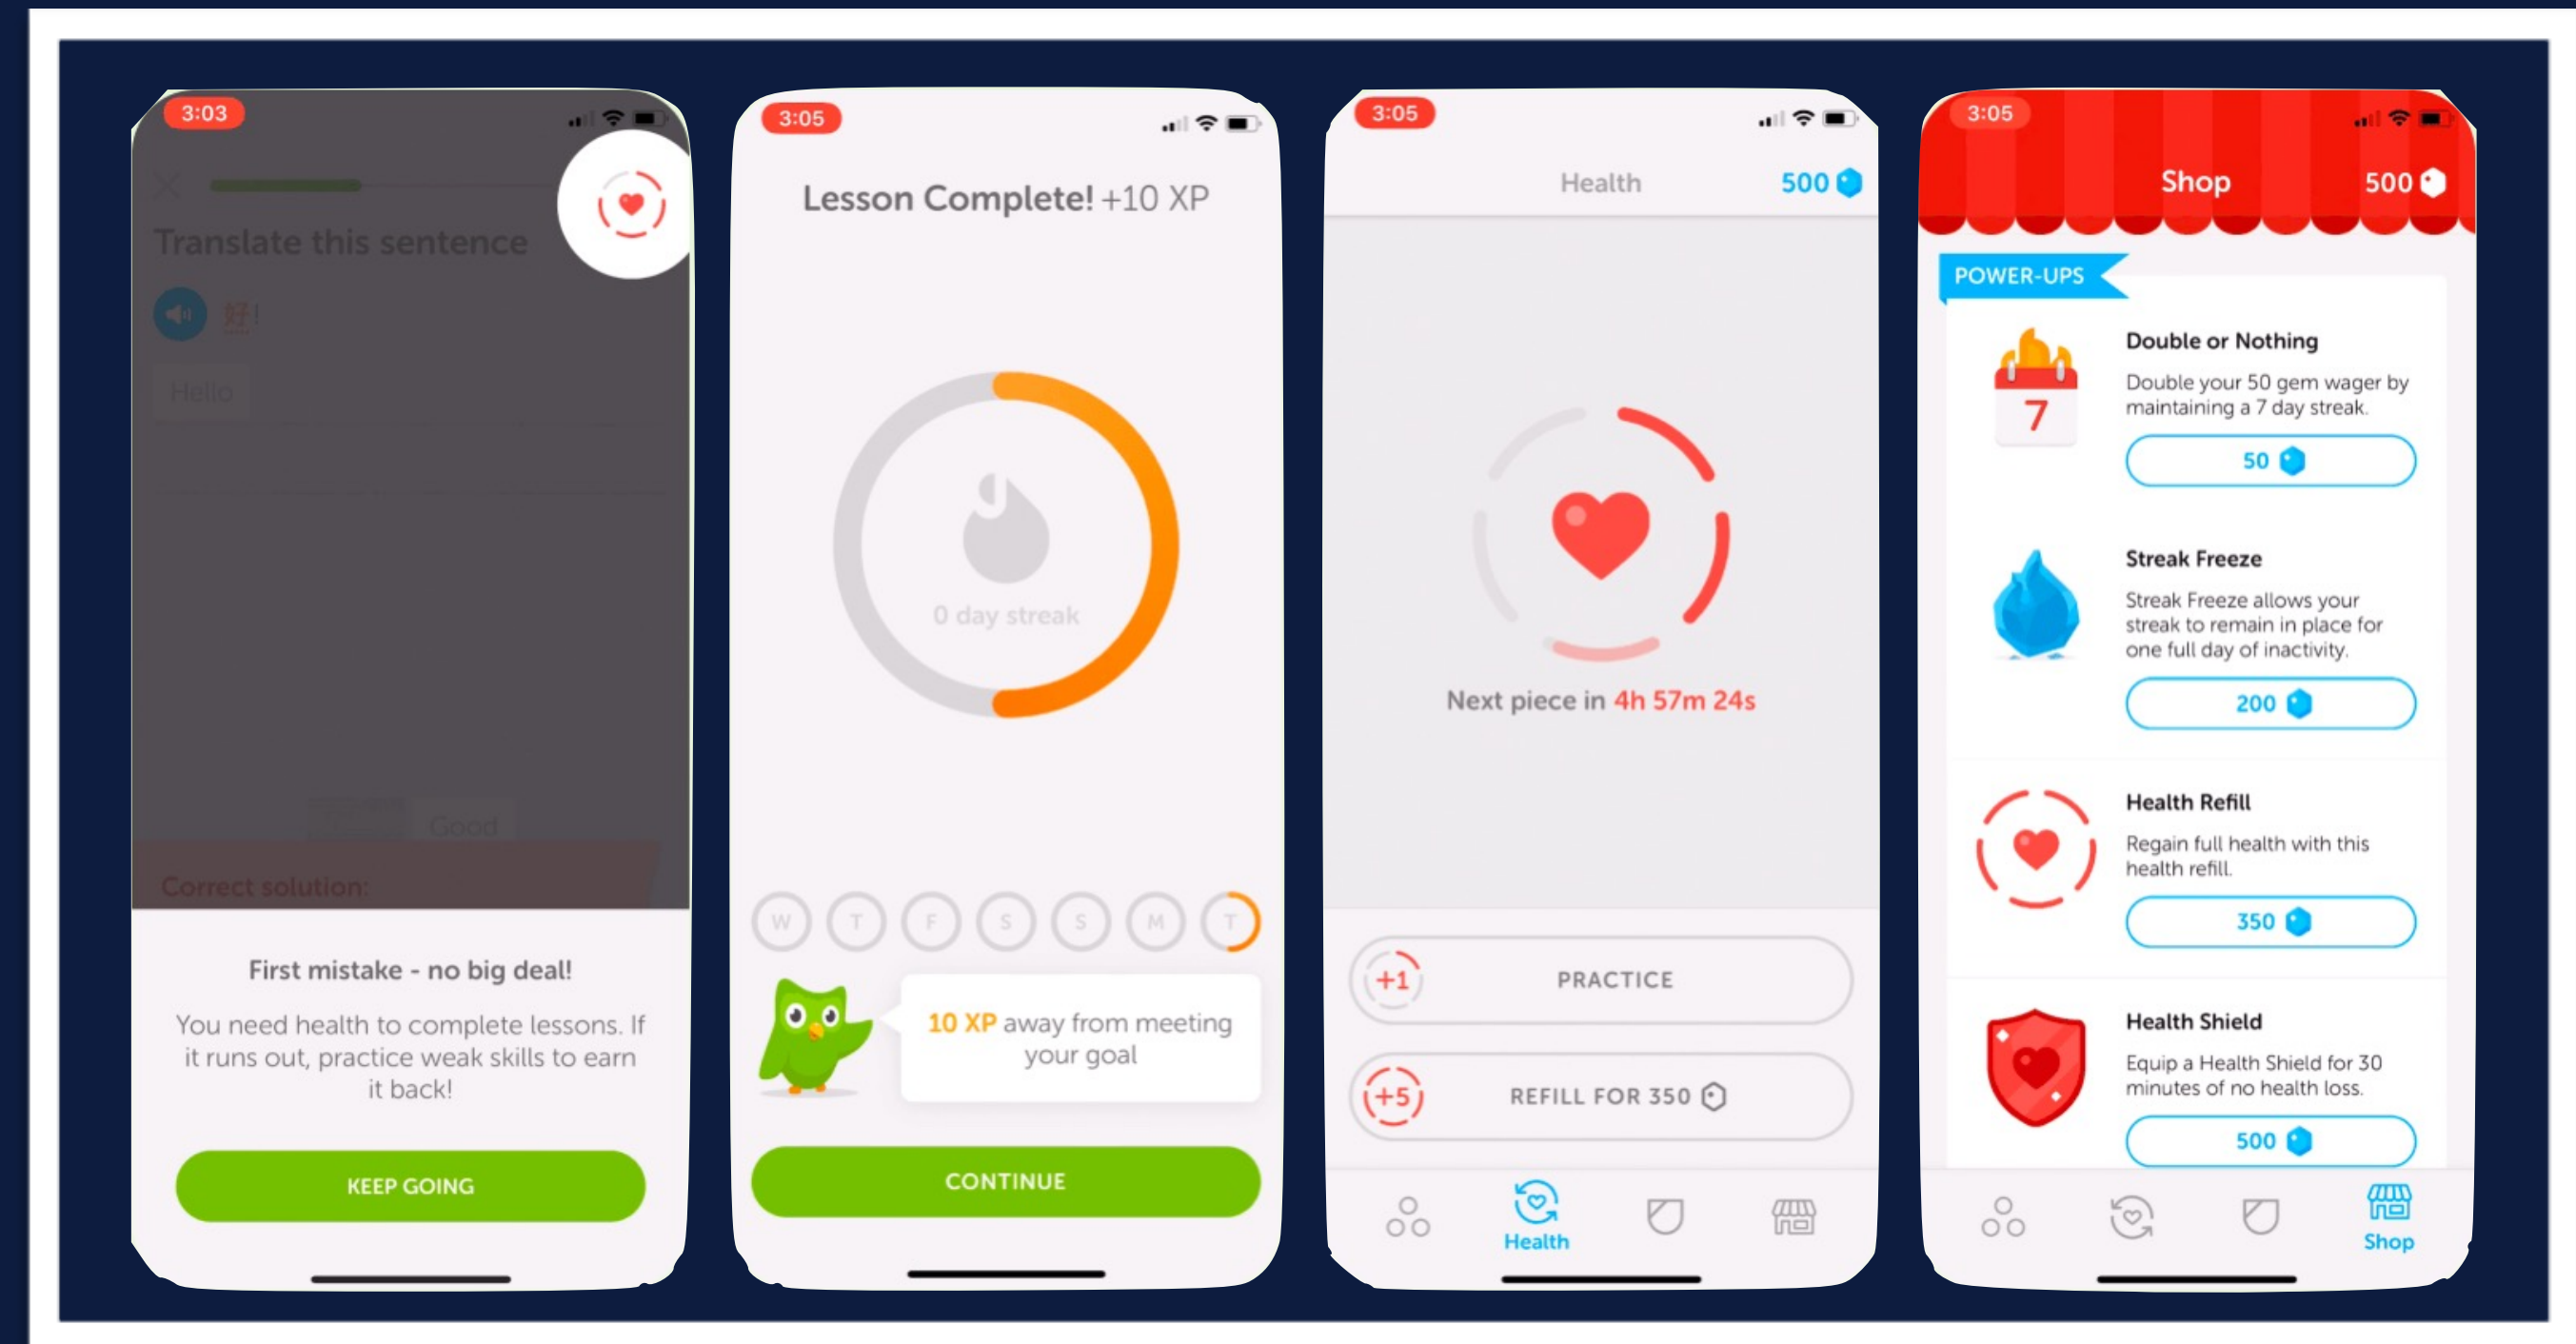 3:03
Translate this sentence
好!
Hello
Good
Correct solution:
First mistake - no big deal!
You need health to complete lessons. If
it runs out, practice weak skills to earn
it back!
KEEP GOING
3:05
Lesson Complete! +10 XP
0 day streak
W T F S S M T
10 XP away from meeting
your goal
CONTINUE
3:05
Health 500
Next piece in 4h 57m 24s
+1 PRACTICE
+5 REFILL FOR 350
Health
3:05
Shop 500
POWER-UPS
Double or Nothing
Double your 50 gem wager by
maintaining a 7 day streak.
7
50
Streak Freeze
Streak Freeze allows your
streak to remain in place for
one full day of inactivity.
200
Health Refill
Regain full health with this
health refill.
350
Health Shield
Equip a Health Shield for 30
minutes of no health loss.
500
Shop